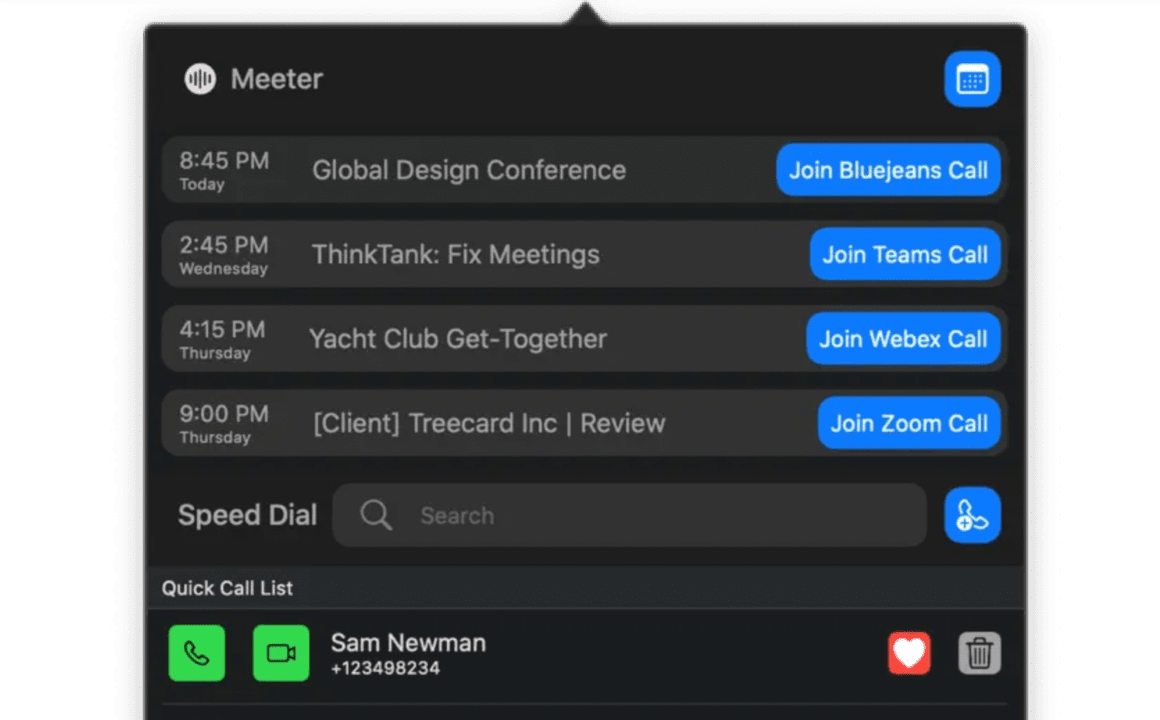 Meeter
8:45 PM
Today
Global Design Conference
Join Bluejeans Call
2:45 PM
Wednesday
ThinkTank: Fix Meetings
Join Teams Call
4:15 PM
Thursday
Yacht Club Get-Together
Join Webex Call
9:00 PM
Thursday
[Client] Treecard Inc | Review
Join Zoom Call
Speed Dial
Search
Quick Call List
Sam Newman
+123498234